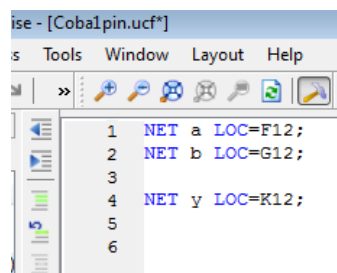 ise - [Coba1pin.ucf*]
Tools Window Layout Help
»
1 NET a LOC=F12;
2 NET b LOC=G12;
3
4 NET y LOC=K12;
5
6